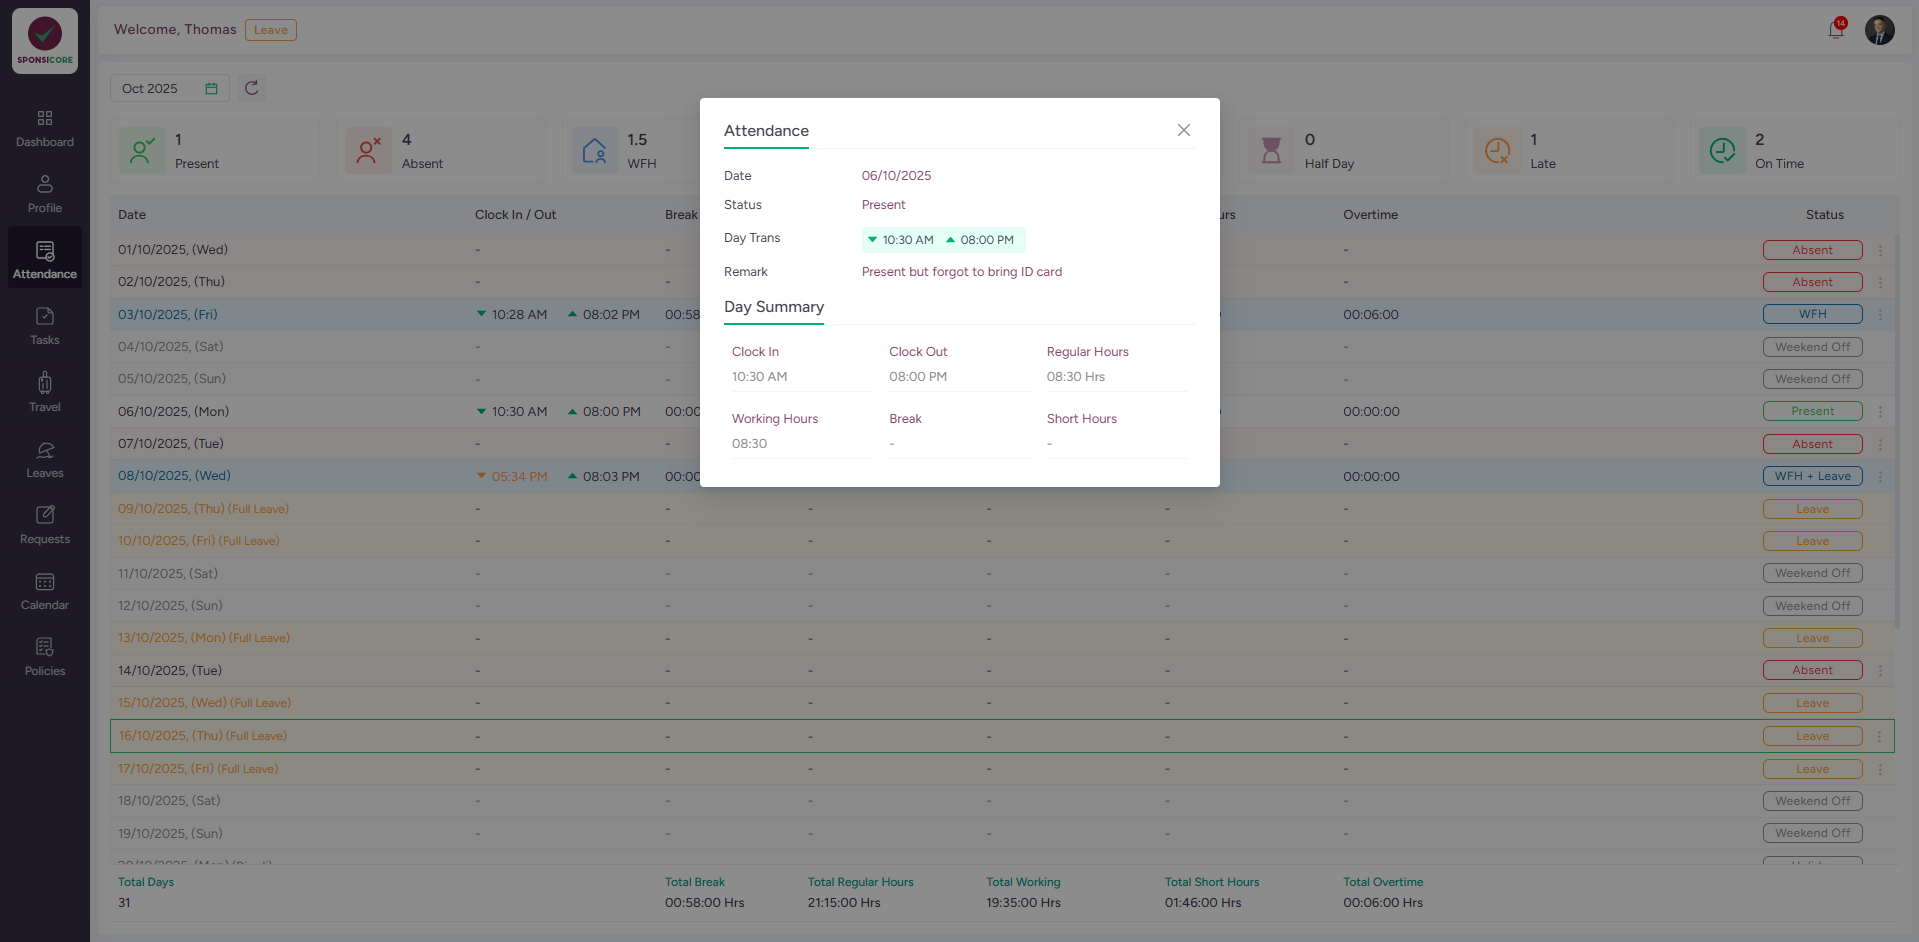 SPONSICORE
Dashboard
Profile
Attendance
Tasks
Travel
Leaves
Requests
Calendar
Policies
Welcome, Thomas Leave
14
Oct 2025
1 Present
4 Absent
1.5 WFH
0 Half Day
1 Late
2 On Time
Date Clock In / Out Break Overtime Status
01/10/2025, (Wed) - - - Absent
02/10/2025, (Thu) - - - Absent
03/10/2025, (Fri) 10:28 AM 08:02 PM 00:58 00:06:00 WFH
04/10/2025, (Sat) - - - Weekend Off
05/10/2025, (Sun) - - - Weekend Off
06/10/2025, (Mon) 10:30 AM 08:00 PM 00:00 00:00:00 Present
07/10/2025, (Tue) - - - Absent
08/10/2025, (Wed) 05:34 PM 08:03 PM 00:00 00:00:00 WFH + Leave
09/10/2025, (Thu) (Full Leave) - - - - - - Leave
10/10/2025, (Fri) (Full Leave) - - - - - - Leave
11/10/2025, (Sat) - - - - - - Weekend Off
12/10/2025, (Sun) - - - - - - Weekend Off
13/10/2025, (Mon) (Full Leave) - - - - - - Leave
14/10/2025, (Tue) - - - - - - Absent
15/10/2025, (Wed) (Full Leave) - - - - - - Leave
16/10/2025, (Thu) (Full Leave) - - - - - - Leave
17/10/2025, (Fri) (Full Leave) - - - - - - Leave
18/10/2025, (Sat) - - - - - - Weekend Off
19/10/2025, (Sun) - - - - - - Weekend Off
Total Days Total Break Total Regular Hours Total Working Total Short Hours Total Overtime
31 00:58:00 Hrs 21:15:00 Hrs 19:35:00 Hrs 01:46:00 Hrs 00:06:00 Hrs
Attendance
Date 06/10/2025
Status Present
Day Trans 10:30 AM 08:00 PM
Remark Present but forgot to bring ID card
Day Summary
Clock In Clock Out Regular Hours
10:30 AM 08:00 PM 08:30 Hrs
Working Hours Break Short Hours
08:30 - -